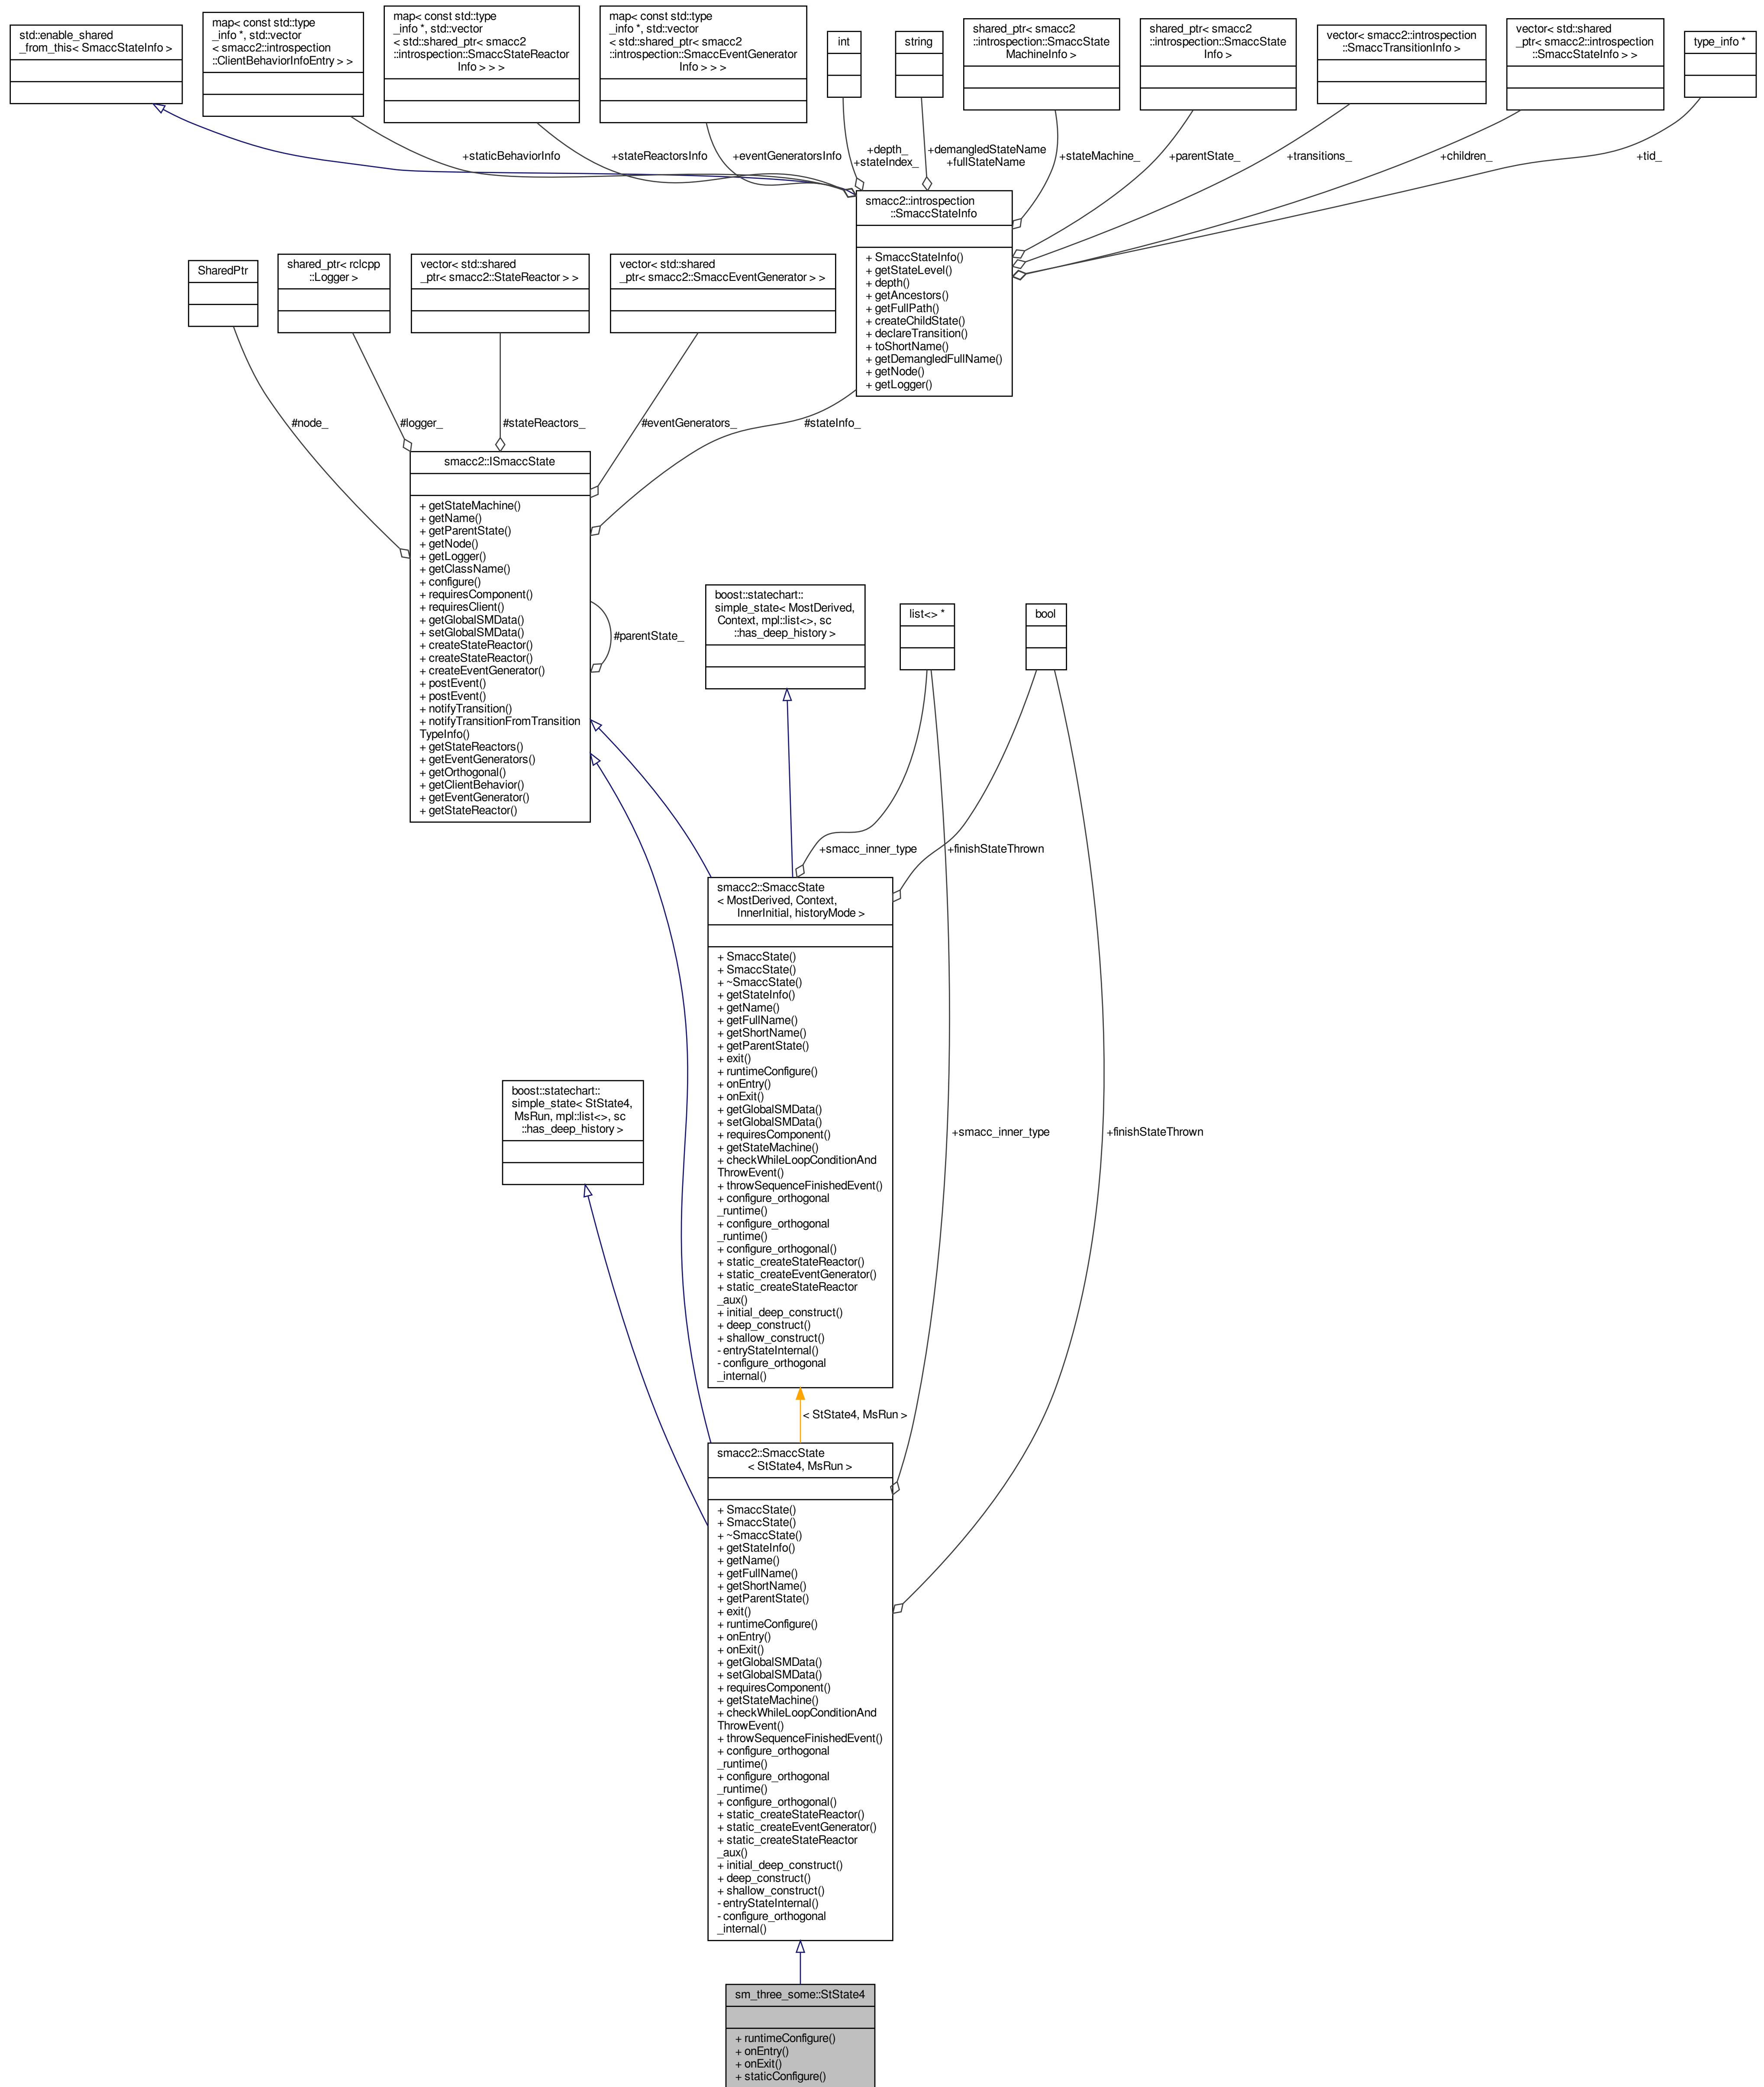 std::enable_shared
_from_this< SmaccStateInfo >
map< const std::type
_info *, std::vector
< smacc2::introspection
::ClientBehaviorInfoEntry > >
map< const std::type
_info *, std::vector
< std::shared_ptr< smacc2
::introspection::SmaccStateReactor
Info > > >
map< const std::type
_info *, std::vector
< std::shared_ptr< smacc2
::introspection::SmaccEventGenerator
Info > > >
int
string
shared_ptr< smacc2
::introspection::SmaccState
MachineInfo >
shared_ptr< smacc2
::introspection::SmaccState
Info >
vector< smacc2::introspection
::SmaccTransitionInfo >
vector< std::shared
_ptr< smacc2::introspection
::SmaccStateInfo > >
type_info *
+staticBehaviorInfo
+stateReactorsInfo
+eventGeneratorsInfo
+depth_
+stateIndex_
+demangledStateName
+fullStateName
+stateMachine_
+parentState_
+transitions_
+children_
+tid_
smacc2::introspection
::SmaccStateInfo
+ SmaccStateInfo()
+ getStateLevel()
+ depth()
+ getAncestors()
+ getFullPath()
+ createChildState()
+ declareTransition()
+ toShortName()
+ getDemangledFullName()
+ getNode()
+ getLogger()
SharedPtr
shared_ptr< rclcpp
::Logger >
vector< std::shared
_ptr< smacc2::StateReactor > >
vector< std::shared
_ptr< smacc2::SmaccEventGenerator > >
#node_
#logger_
#stateReactors_
#eventGenerators_
#stateInfo_
smacc2::ISmaccState
+ getStateMachine()
+ getName()
+ getParentState()
+ getNode()
+ getLogger()
+ getClassName()
+ configure()
+ requiresComponent()
+ requiresClient()
+ getGlobalSMData()
+ setGlobalSMData()
+ createStateReactor()
+ createStateReactor()
+ createEventGenerator()
+ postEvent()
+ postEvent()
+ notifyTransition()
+ notifyTransitionFromTransition
TypeInfo()
+ getStateReactors()
+ getEventGenerators()
+ getOrthogonal()
+ getClientBehavior()
+ getEventGenerator()
+ getStateReactor()
#parentState_
boost::statechart::
simple_state< MostDerived,
Context, mpl::list<>, sc
::has_deep_history >
list<> *
bool
+smacc_inner_type
+finishStateThrown
smacc2::SmaccState
< MostDerived, Context,
InnerInitial, historyMode >
+ SmaccState()
+ SmaccState()
+ ~SmaccState()
+ getStateInfo()
+ getName()
+ getFullName()
+ getShortName()
+ getParentState()
+ exit()
+ runtimeConfigure()
+ onEntry()
+ onExit()
+ getGlobalSMData()
+ setGlobalSMData()
+ requiresComponent()
+ getStateMachine()
+ checkWhileLoopConditionAnd
ThrowEvent()
+ throwSequenceFinishedEvent()
+ configure_orthogonal
_runtime()
+ configure_orthogonal
_runtime()
+ configure_orthogonal()
+ static_createStateReactor()
+ static_createEventGenerator()
+ static_createStateReactor
_aux()
+ initial_deep_construct()
+ deep_construct()
+ shallow_construct()
- entryStateInternal()
- configure_orthogonal
_internal()
boost::statechart::
simple_state< StState4,
MsRun, mpl::list<>, sc
::has_deep_history >
+smacc_inner_type
+finishStateThrown
< StState4, MsRun >
smacc2::SmaccState
< StState4, MsRun >
+ SmaccState()
+ SmaccState()
+ ~SmaccState()
+ getStateInfo()
+ getName()
+ getFullName()
+ getShortName()
+ getParentState()
+ exit()
+ runtimeConfigure()
+ onEntry()
+ onExit()
+ getGlobalSMData()
+ setGlobalSMData()
+ requiresComponent()
+ getStateMachine()
+ checkWhileLoopConditionAnd
ThrowEvent()
+ throwSequenceFinishedEvent()
+ configure_orthogonal
_runtime()
+ configure_orthogonal
_runtime()
+ configure_orthogonal()
+ static_createStateReactor()
+ static_createEventGenerator()
+ static_createStateReactor
_aux()
+ initial_deep_construct()
+ deep_construct()
+ shallow_construct()
- entryStateInternal()
- configure_orthogonal
_internal()
sm_three_some::StState4
+ runtimeConfigure()
+ onEntry()
+ onExit()
+ staticConfigure()